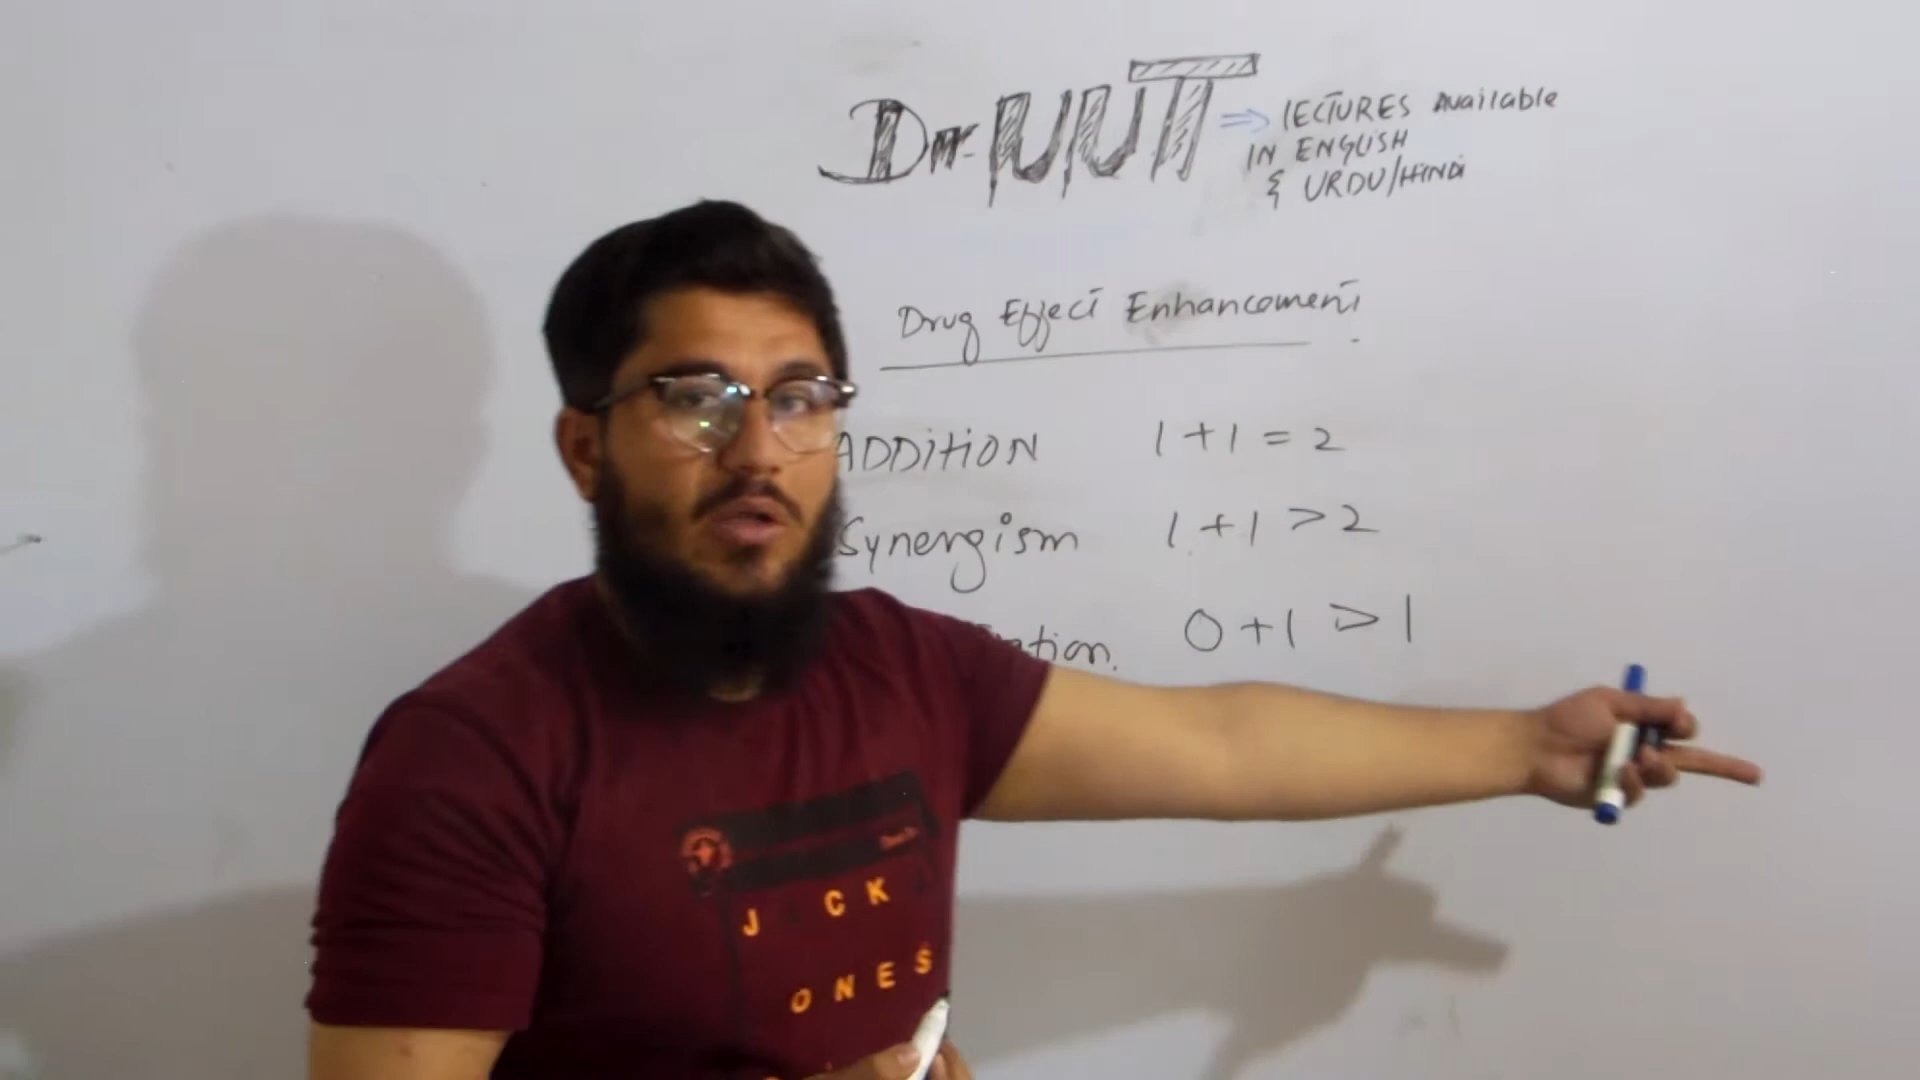 Dr. UUT => LECTURES Available
IN ENGLISH
& URDU/HINDI
Drug Effect Enhancement.
ADDITION 1 + 1 = 2
Synergism 1 + 1 > 2
ation. 0 + 1 > 1
J CK
ONES